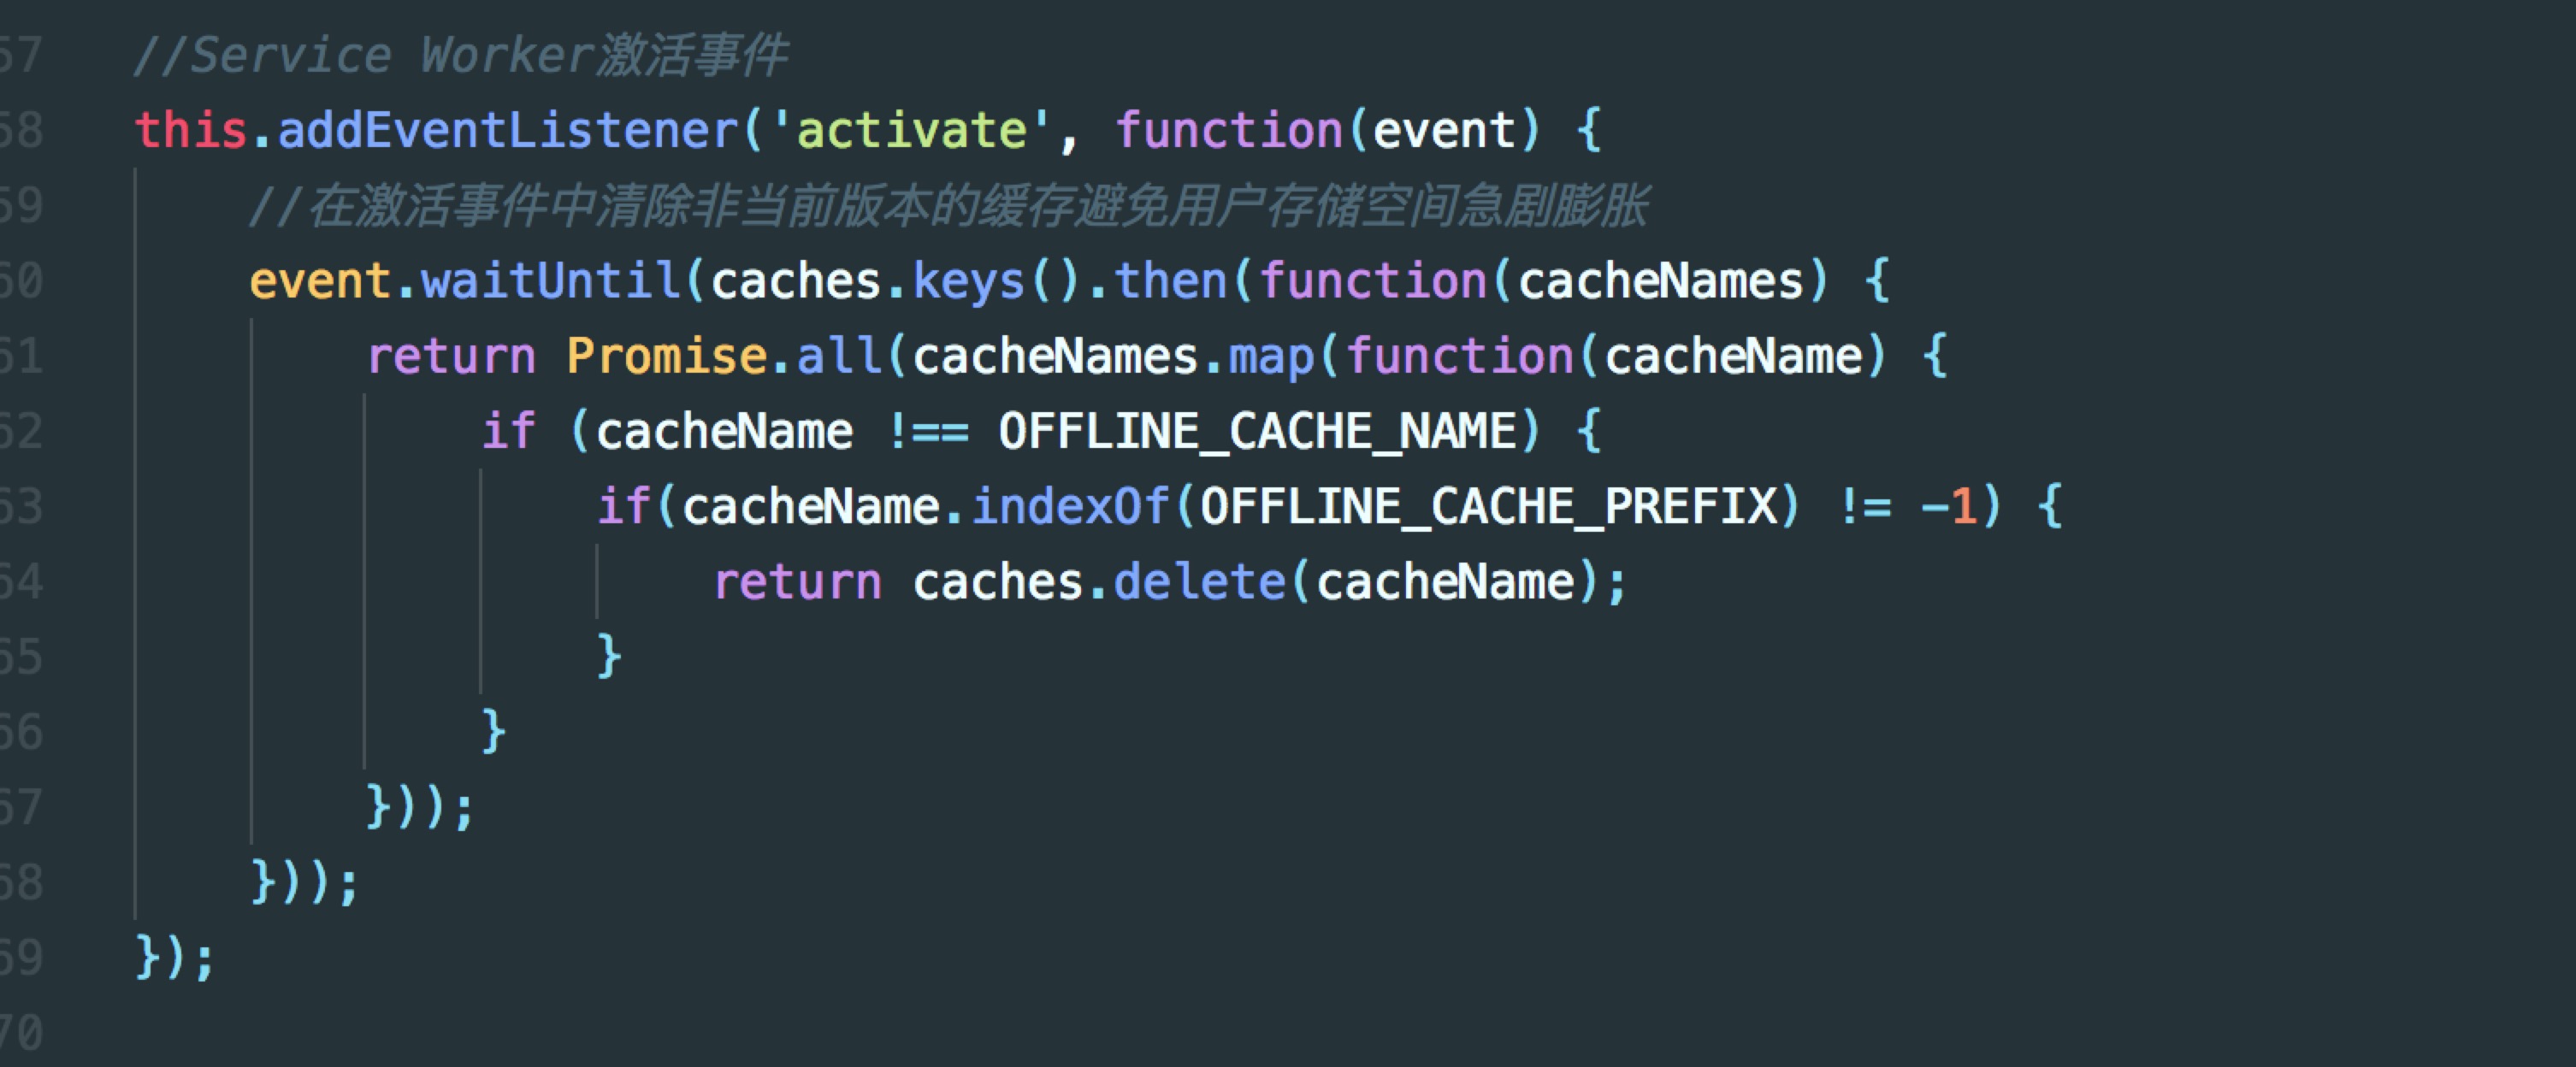 57 //Service Worker激活事件
58 this.addEventListener('activate', function(event) {
59     //在激活事件中清除非当前版本的缓存避免用户存储空间急剧膨胀
60     event.waitUntil(caches.keys().then(function(cacheNames) {
61         return Promise.all(cacheNames.map(function(cacheName) {
62             if (cacheName !== OFFLINE_CACHE_NAME) {
63                 if(cacheName.indexOf(OFFLINE_CACHE_PREFIX) != -1) {
64                     return caches.delete(cacheName);
65                 }
66             }
67         }));
68     }));
69 });
70